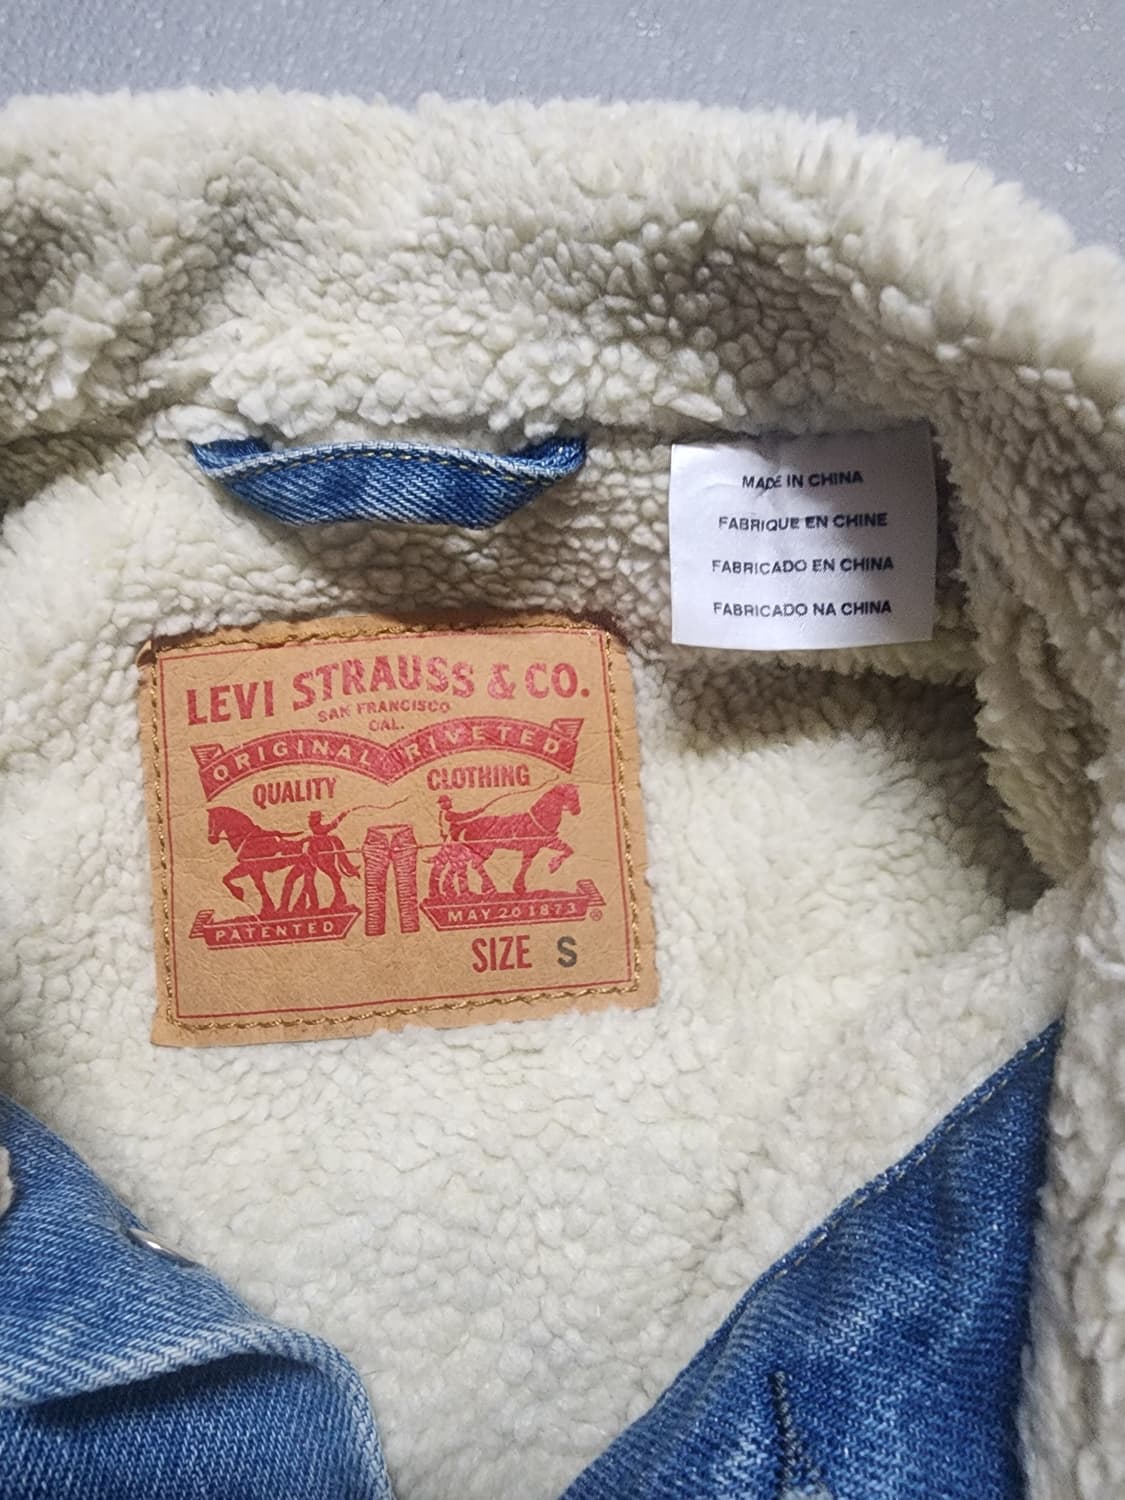 LEVI STRAUSS & CO.
SAN FRANCISCO
CAL.
ORIGINAL RIVETED
QUALITY CLOTHING
PATENTED MAY 20 1873 ®
SIZE S
MADE IN CHINA
FABRIQUE EN CHINE
FABRICADO EN CHINA
FABRICADO NA CHINA